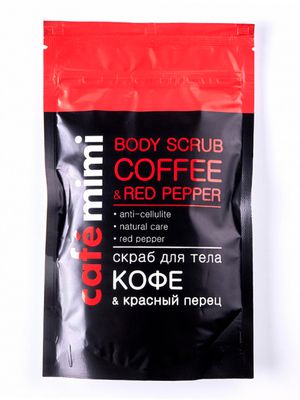 café mimi
BODY SCRUB
COFFEE
& RED PEPPER
• anti-cellulite
• natural care
• red pepper
скраб для тела
КОФЕ
& красный перец